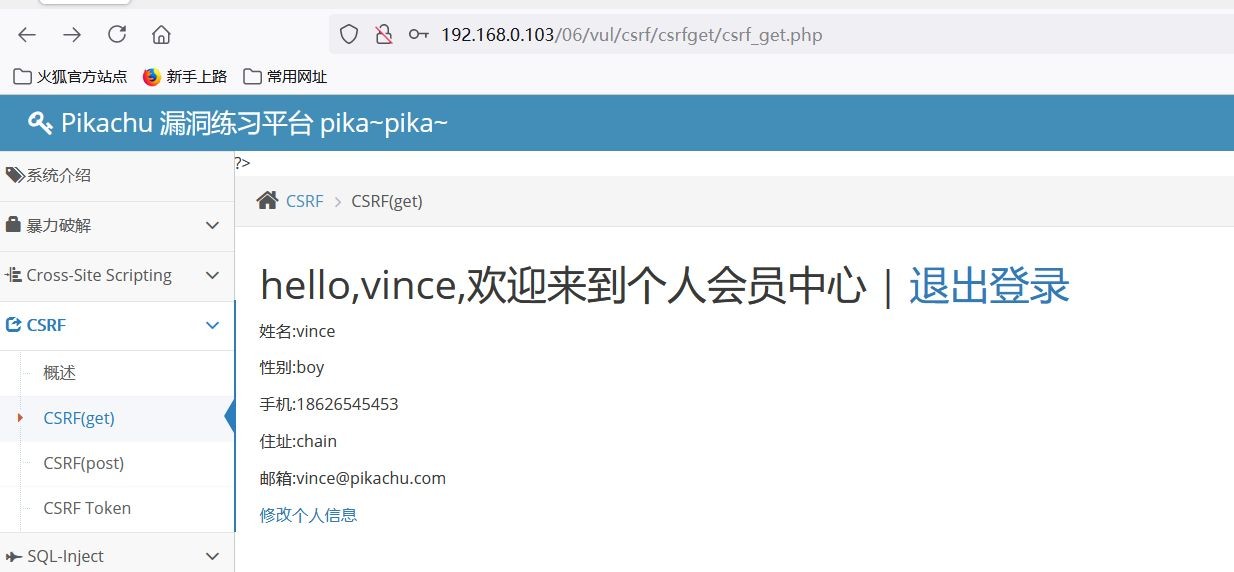 192.168.0.103/06/vul/csrf/csrfget/csrf_get.php
火狐官方站点 新手上路 常用网址
Pikachu 漏洞练习平台 pika~pika~
系统介绍
暴力破解
Cross-Site Scripting
CSRF
概述
CSRF(get)
CSRF(post)
CSRF Token
SQL-Inject
?>
CSRF > CSRF(get)
hello,vince,欢迎来到个人会员中心 | 退出登录
姓名:vince
性别:boy
手机:18626545453
住址:chain
邮箱:vince@pikachu.com
修改个人信息